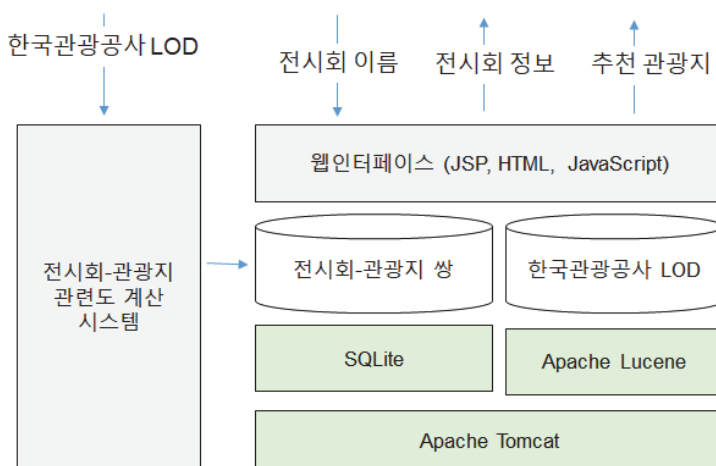 한국관광공사 LOD
전시회 이름
전시회 정보
추천 관광지
웹인터페이스 (JSP, HTML, JavaScript)
전시회-관광지
관련도 계산
시스템
전시회-관광지 쌍
한국관광공사 LOD
SQLite
Apache Lucene
Apache Tomcat